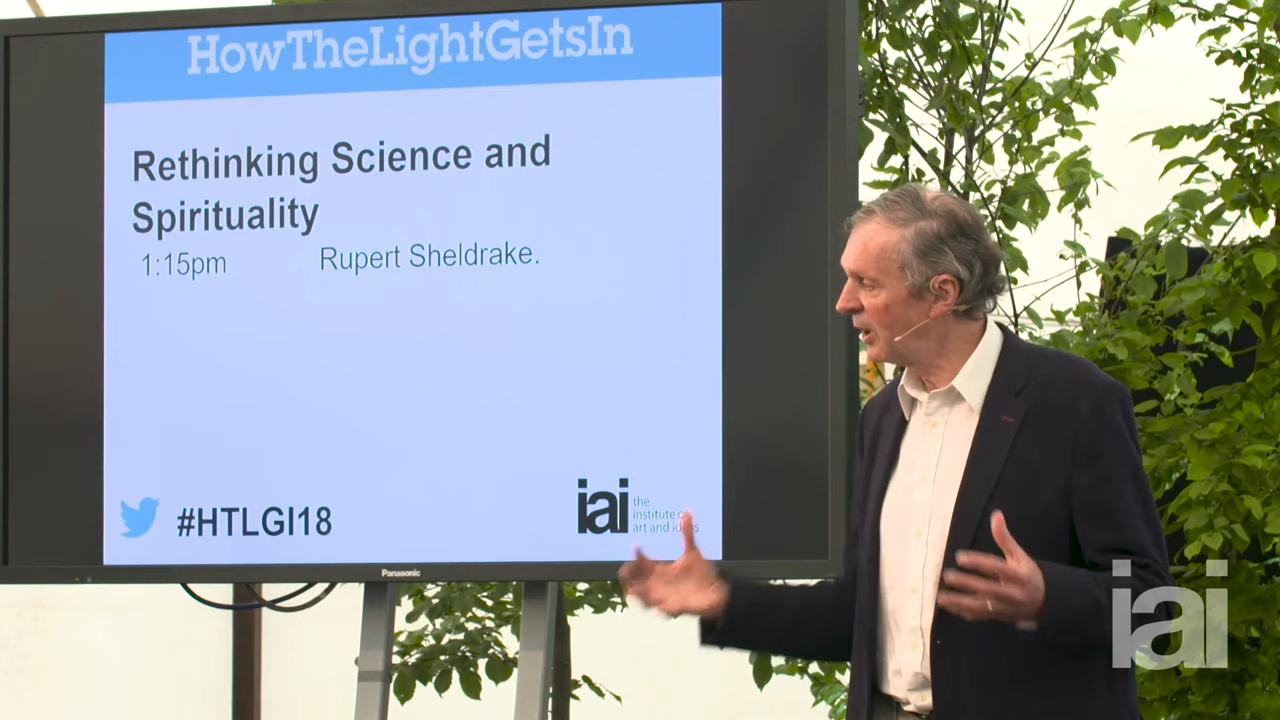 HowTheLightGetsIn
Rethinking Science and
Spirituality
1:15pm Rupert Sheldrake.
#HTLGI18
iai
the
institute of
art and ideas
Panasonic
iai